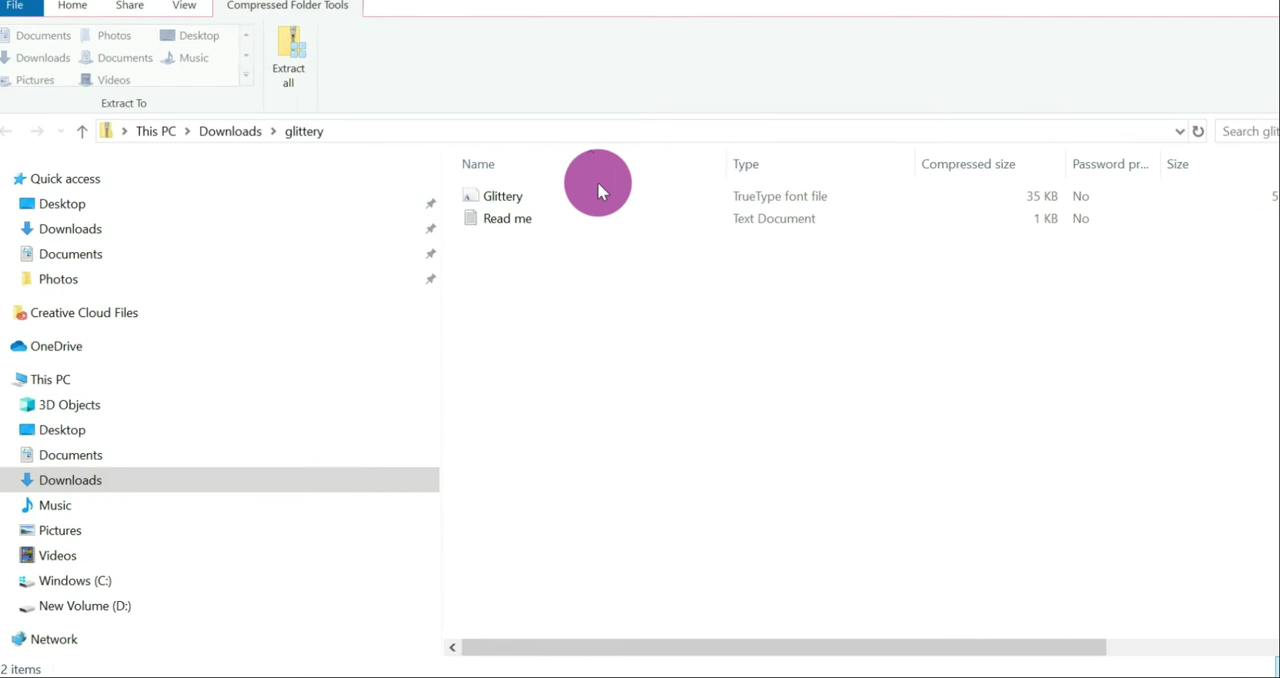 File Home Share View Compressed Folder Tools
Documents Photos Desktop
Downloads Documents Music
Pictures Videos
Extract all
Extract To
This PC Downloads glittery
Search glit
Name Type Compressed size Password pr... Size
Glittery TrueType font file 35 KB No 5
Read me Text Document 1 KB No
Quick access
Desktop
Downloads
Documents
Photos
Creative Cloud Files
OneDrive
This PC
3D Objects
Desktop
Documents
Downloads
Music
Pictures
Videos
Windows (C:)
New Volume (D:)
Network
2 items